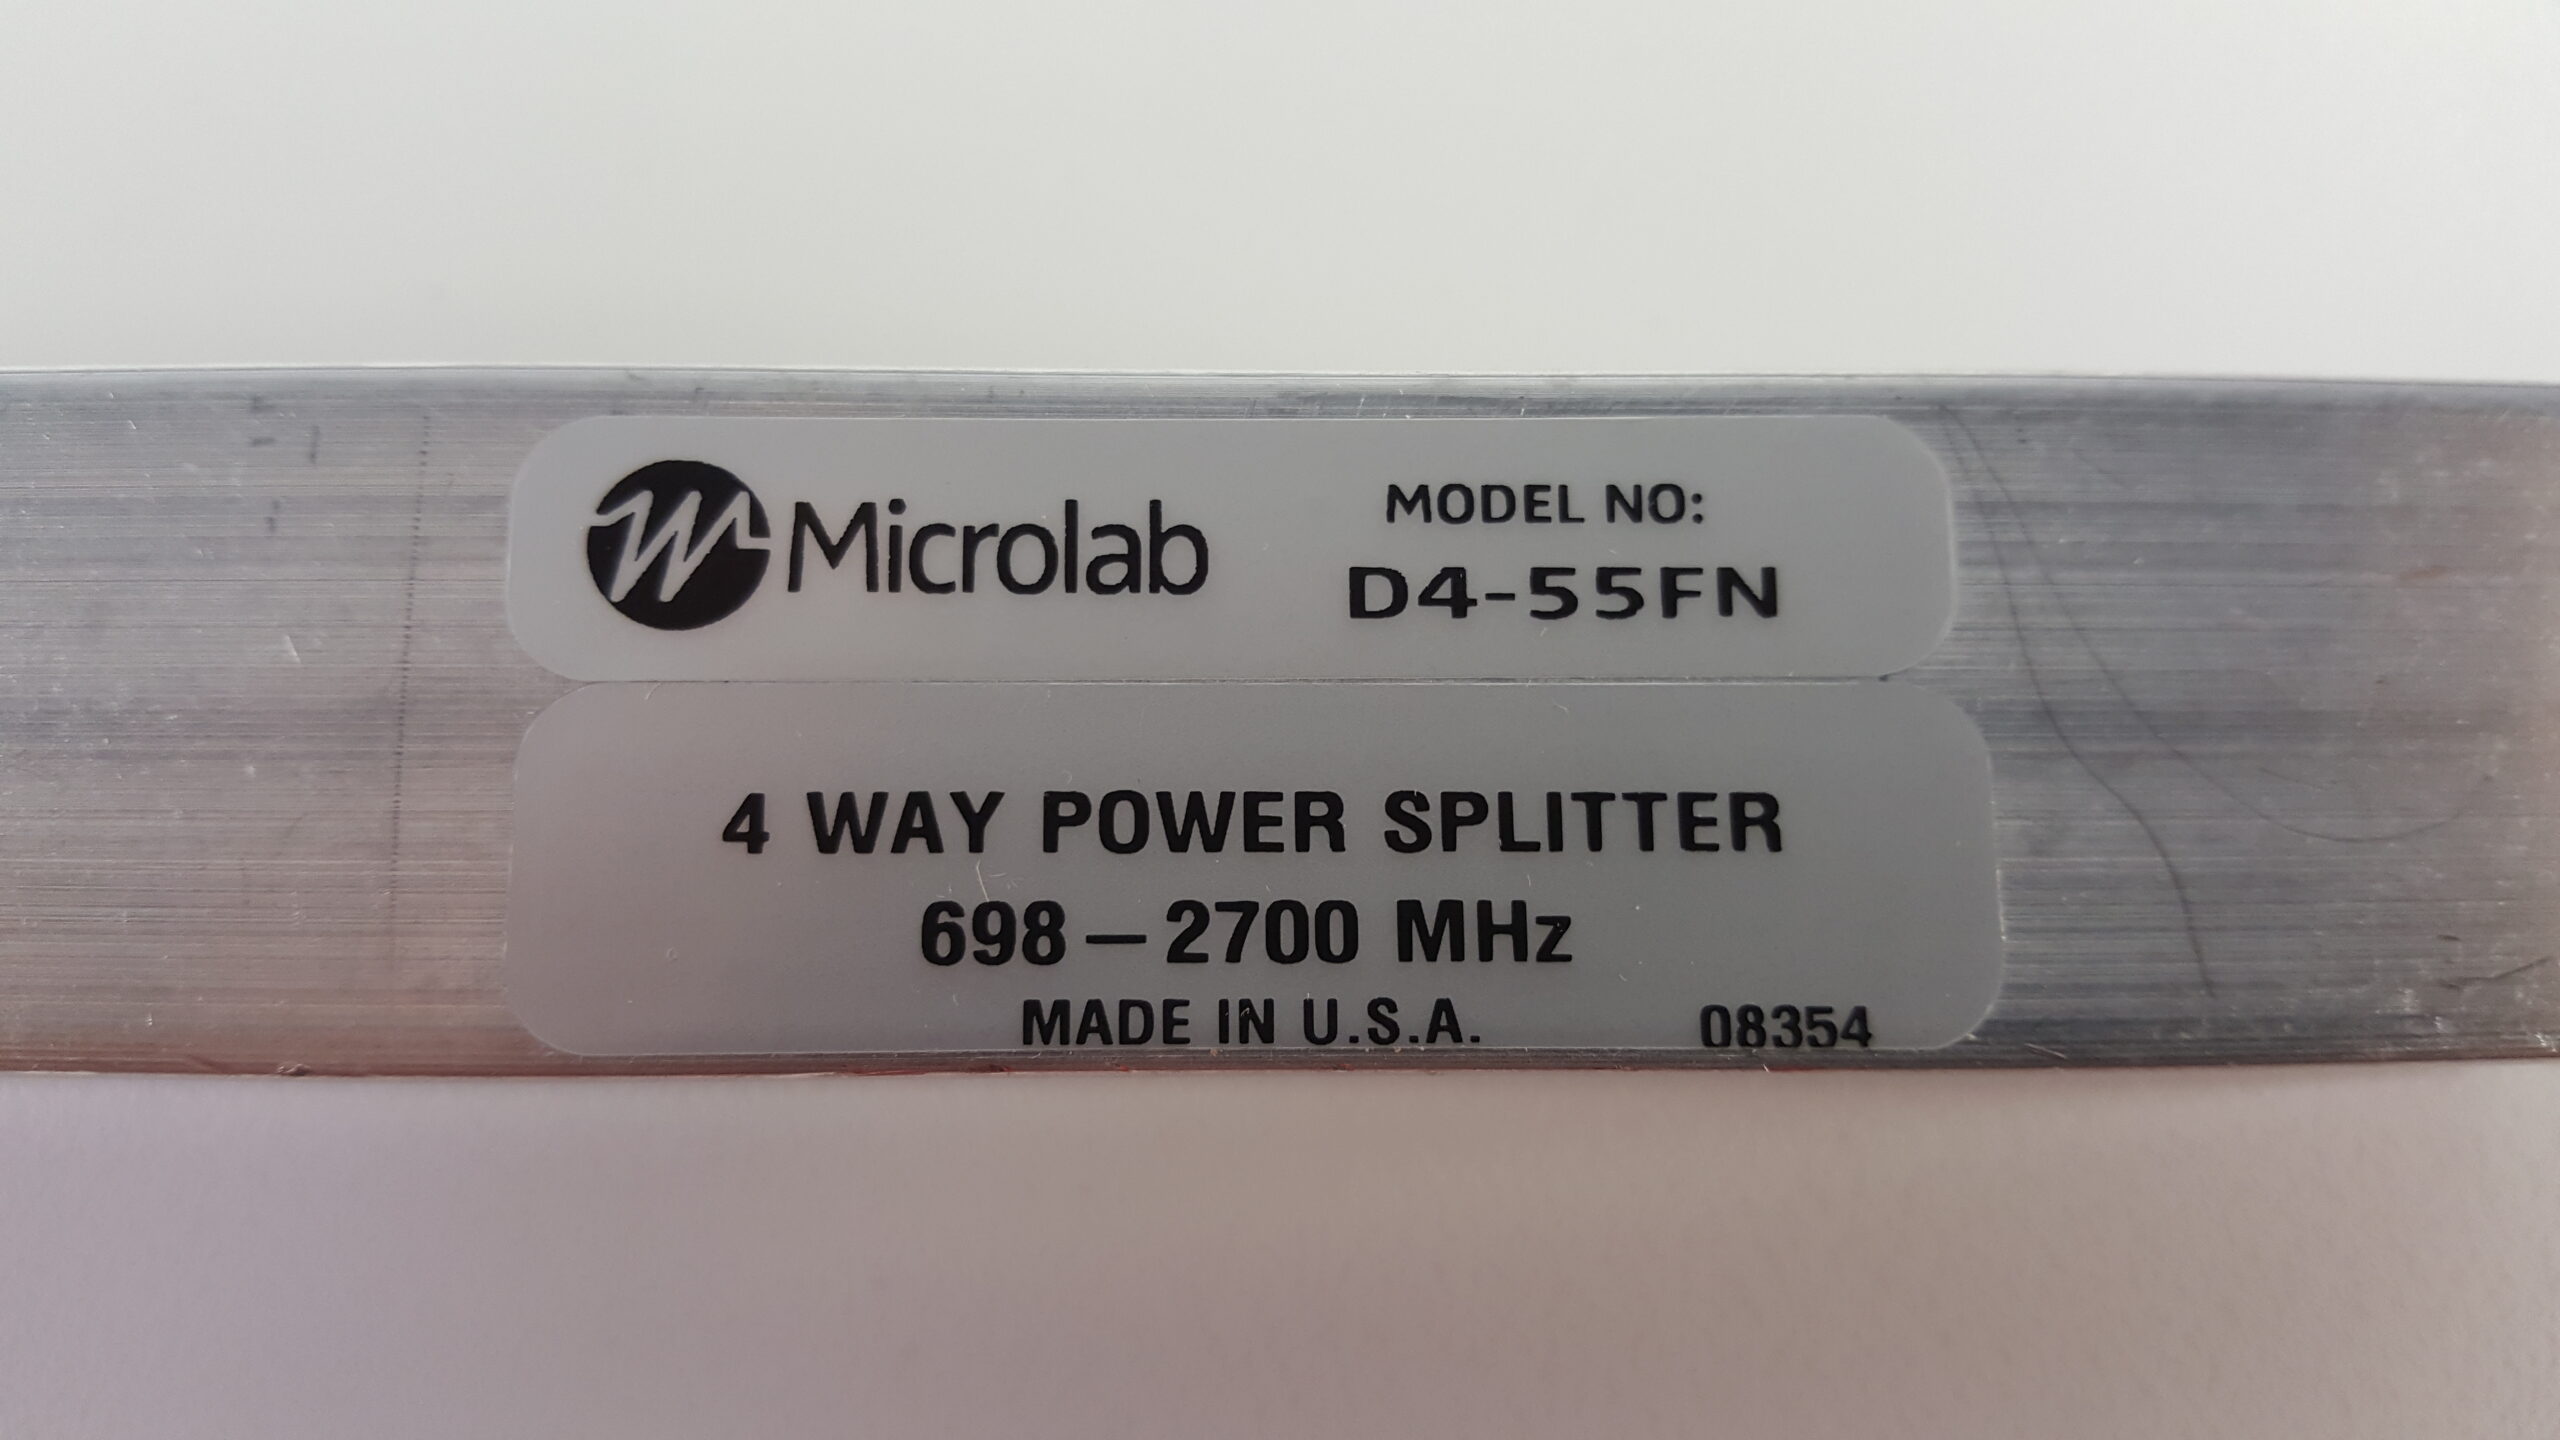 Microlab
MODEL NO:
D4-55FN
4 WAY POWER SPLITTER
698–2700 MHz
MADE IN U.S.A. 08354